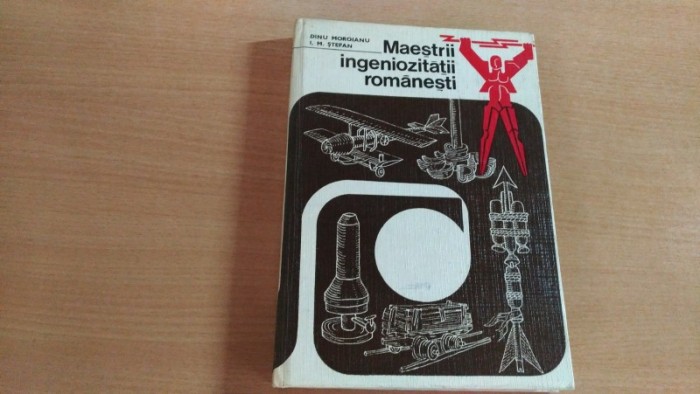 DINU MOROIANU
I. M. ŞTEFAN
Maeştrii
ingeniozităţii
româneşti